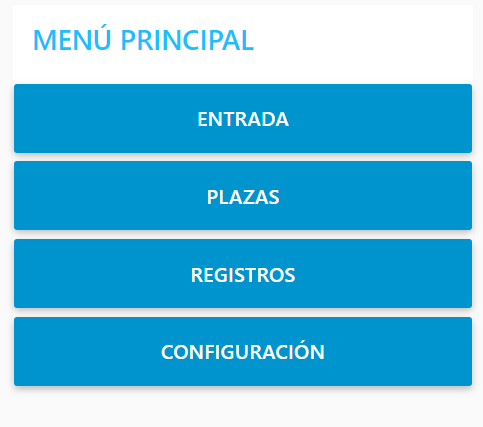 MENÚ PRINCIPAL
ENTRADA
PLAZAS
REGISTROS
CONFIGURACIÓN